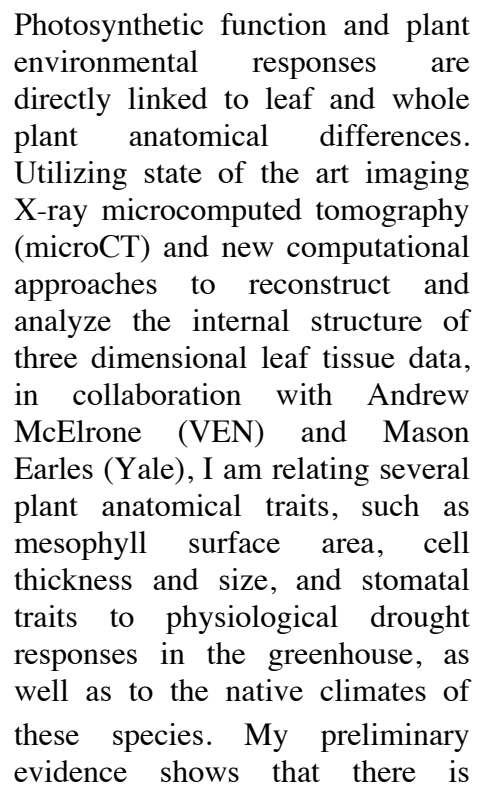 Photosynthetic function and plant
environmental responses are
directly linked to leaf and whole
plant anatomical differences.
Utilizing state of the art imaging
X-ray microcomputed tomography
(microCT) and new computational
approaches to reconstruct and
analyze the internal structure of
three dimensional leaf tissue data,
in collaboration with Andrew
McElrone (VEN) and Mason
Earles (Yale), I am relating several
plant anatomical traits, such as
mesophyll surface area, cell
thickness and size, and stomatal
traits to physiological drought
responses in the greenhouse, as
well as to the native climates of
these species. My preliminary
evidence shows that there is